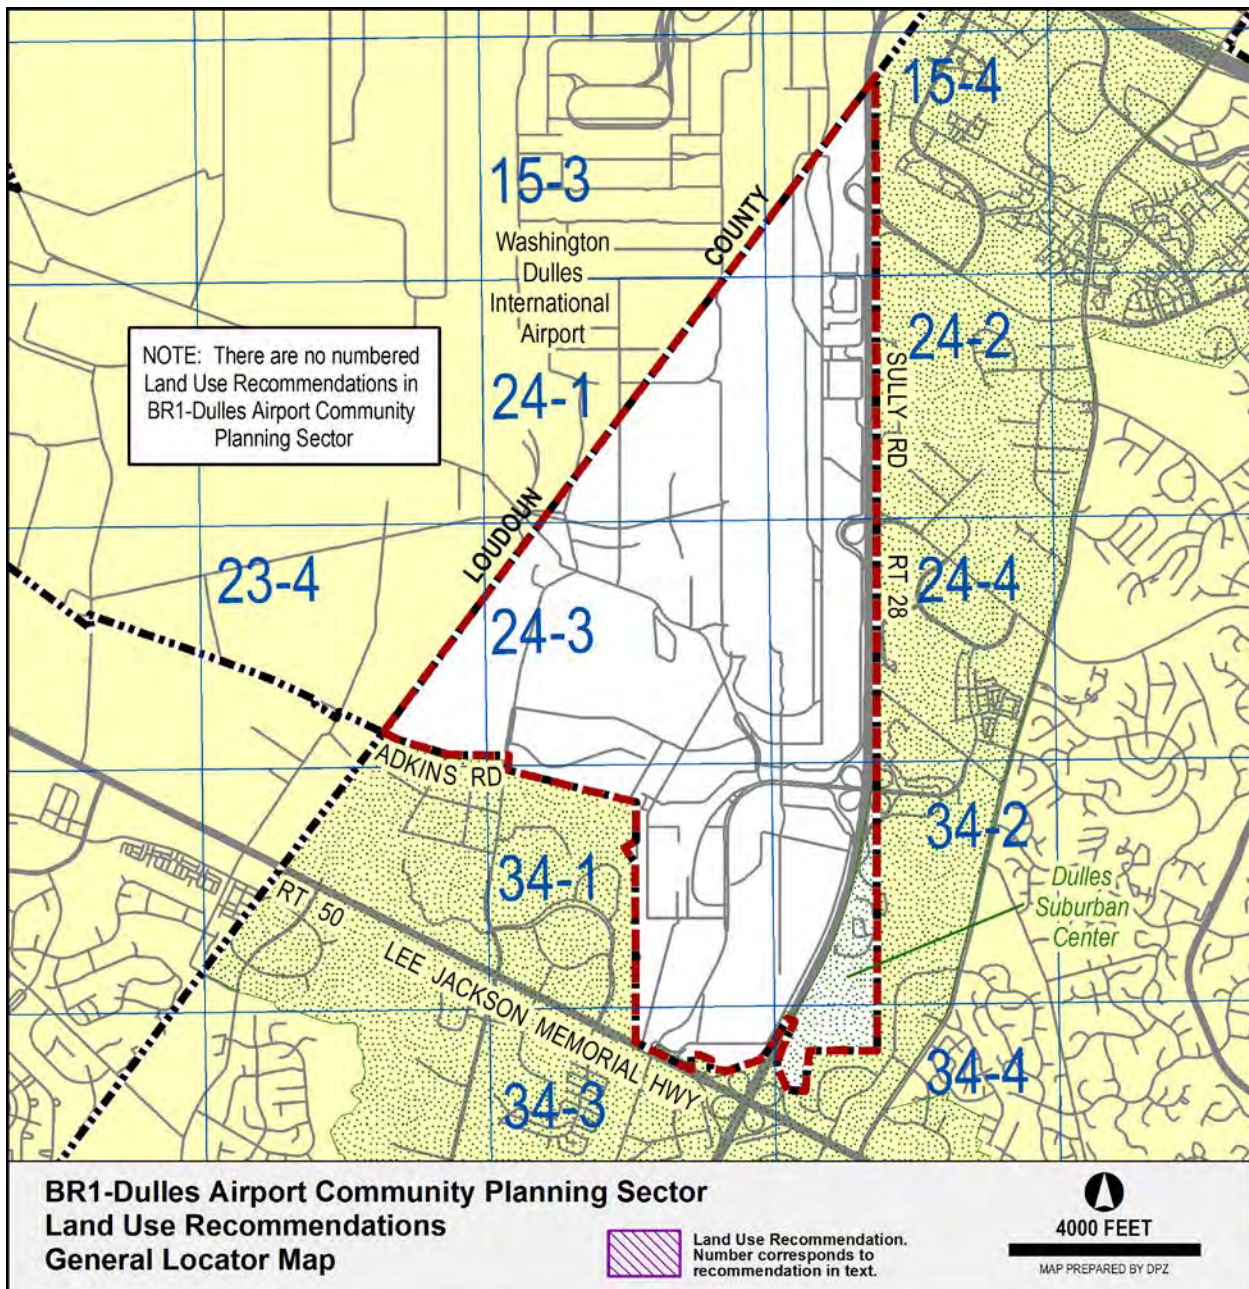 15-4
15-3
Washington
Dulles
International
Airport
COUNTY
NOTE: There are no numbered
Land Use Recommendations in
BR1-Dulles Airport Community
Planning Sector
24-2
24-1
SULLY RD
LOUDOUN
23-4
24-3
RT 28
24-4
ADKINS RD
34-1
34-2
Dulles
Suburban
Center
RT 50
LEE JACKSON MEMORIAL HWY
34-3
34-4
BR1-Dulles Airport Community Planning Sector
Land Use Recommendations
General Locator Map
Land Use Recommendation.
Number corresponds to
recommendation in text.
4000 FEET
MAP PREPARED BY DPZ